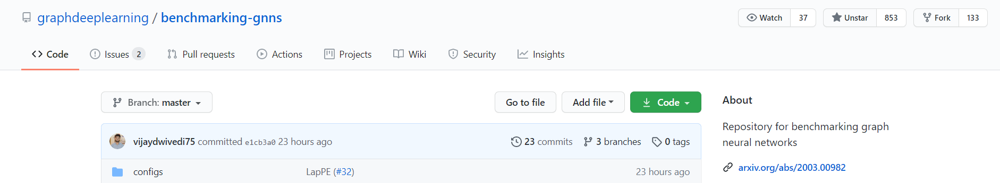 graphdeeplearning / benchmarking-gnns
Watch 37 Unstar 853 Fork 133
Code Issues 2 Pull requests Actions Projects Wiki Security Insights
Branch: master Go to file Add file Code
About
Repository for benchmarking graph
neural networks
arxiv.org/abs/2003.00982
vijaydwivedi75 committed e1cb3a0 23 hours ago 23 commits 3 branches 0 tags
configs LapPE (#32) 23 hours ago